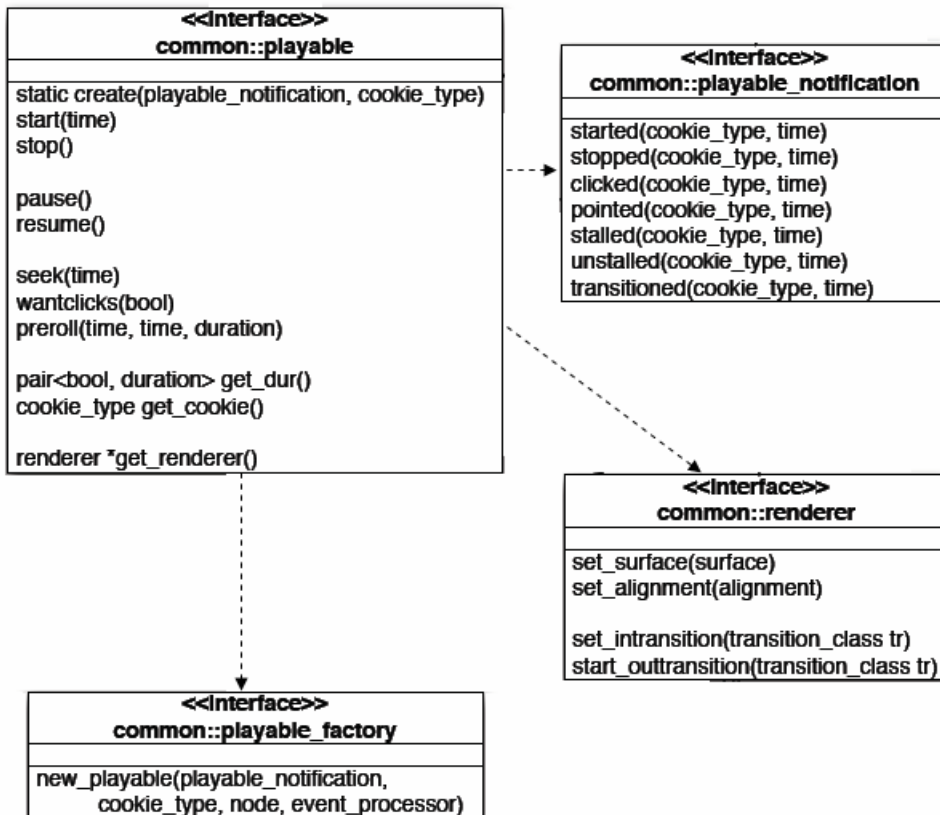 <<Interface>>
common::playable
static create(playable_notification, cookie_type)
start(time)
stop()
pause()
resume()
seek(time)
wantclicks(bool)
preroll(time, time, duration)
pair<bool, duration> get_dur()
cookie_type get_cookie()
renderer *get_renderer()
<<Interface>>
common::playable_notification
started(cookie_type, time)
stopped(cookie_type, time)
clicked(cookie_type, time)
pointed(cookie_type, time)
stalled(cookie_type, time)
unstalled(cookie_type, time)
transitioned(cookie_type, time)
<<Interface>>
common::renderer
set_surface(surface)
set_alignment(alignment)
set_intransition(transition_class tr)
start_outtransition(transition_class tr)
<<Interface>>
common::playable_factory
new_playable(playable_notification,
cookie_type, node, event_processor)